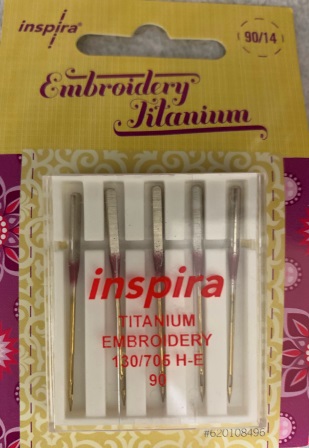 inspira®
90/14
Embroidery
Titanium
inspira
TITANIUM
EMBROIDERY
130/705 H-E
90
#620108496